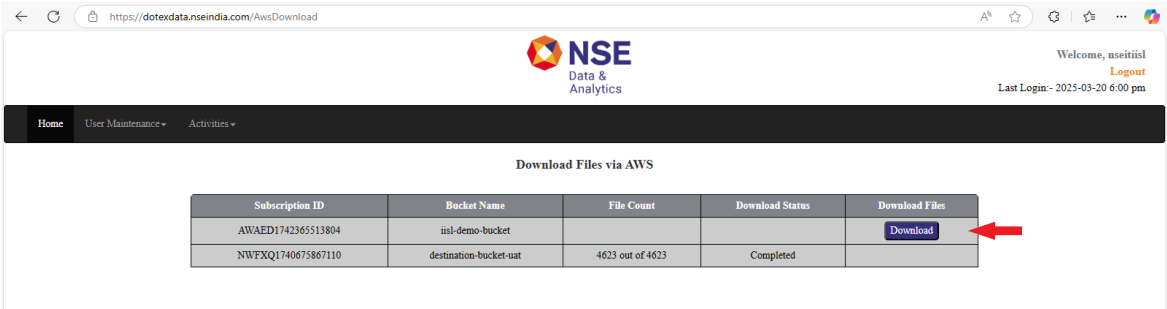 https://dotexdata.nseindia.com/AwsDownload
NSE
Data &
Analytics
Welcome, nseitiisl
Logout
Last Login:- 2025-03-20 6:00 pm
Home User Maintenance Activities
Download Files via AWS
Subscription ID Bucket Name File Count Download Status Download Files
AWAED1742365513804 iisl-demo-bucket Download
NWFXQ1740675867110 destination-bucket-uat 4623 out of 4623 Completed